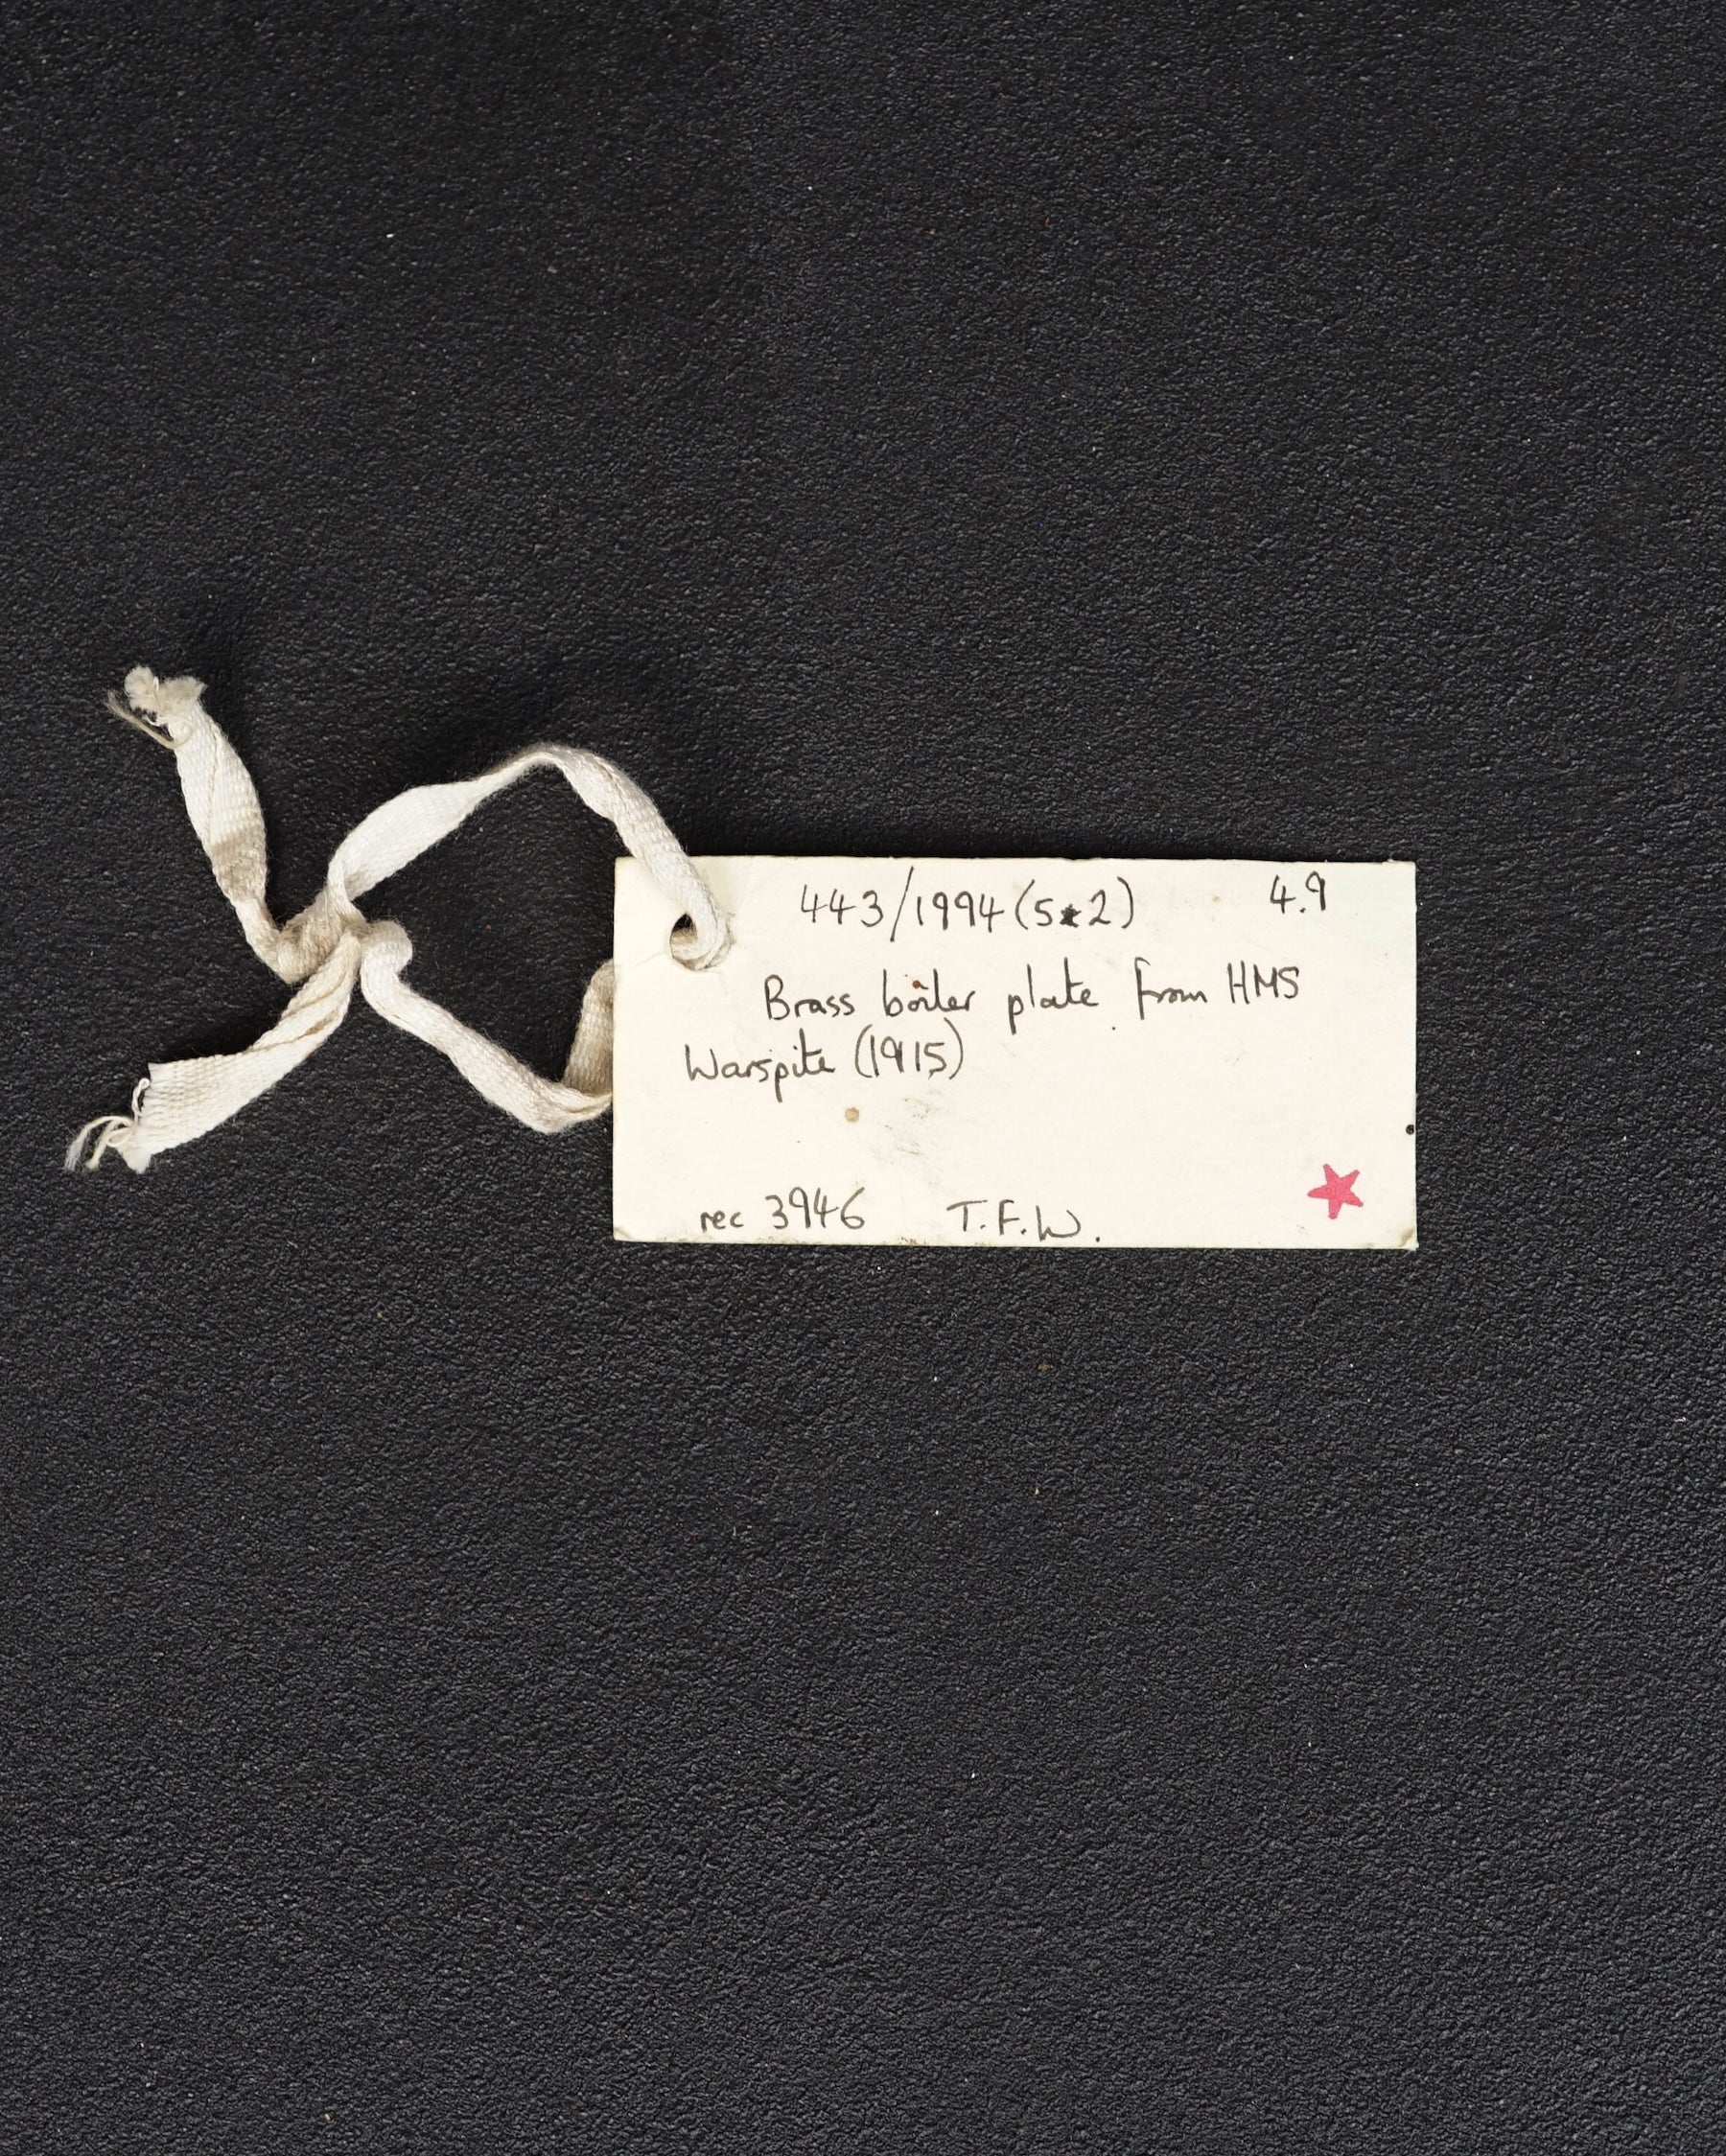 443/1994 (5*2) 4.9
Brass boiler plate from HMS
Warspite (1915)
rec 3946 T.F.W.